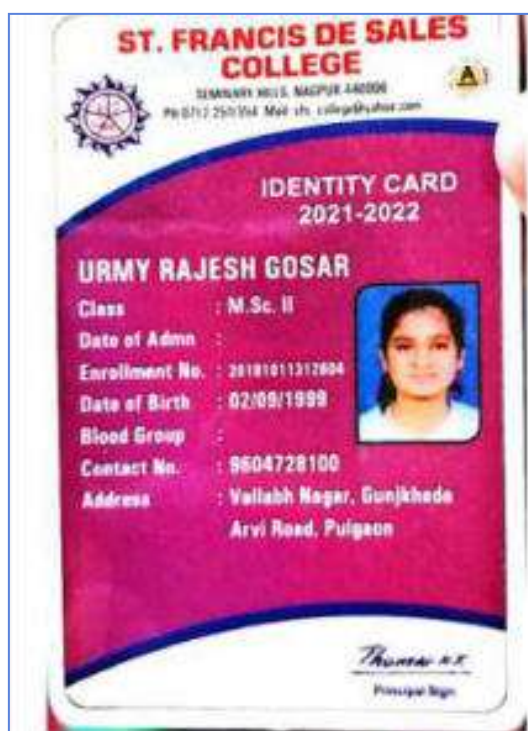 ST. FRANCIS DE SALES
COLLEGE
SEMINARY HILLS, NAGPUR 440006
IDENTITY CARD
2021-2022
URMY RAJESH GOSAR
Class : M.Sc. II
Date of Admn :
Enrollment No. :
Date of Birth : 02/09/1999
Blood Group :
Contact No. : 9604728100
Address : Vallabh Nagar, Gunjkheda
Arvi Road, Pulgaon
Principal Sign